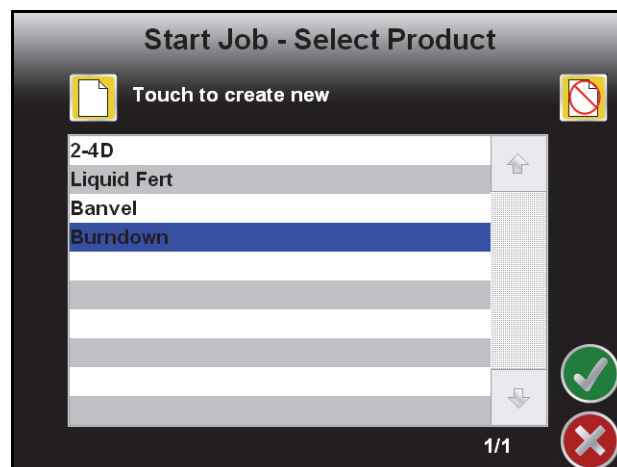 Start Job - Select Product
Touch to create new
2-4D
Liquid Fert
Banvel
Burndown
1/1